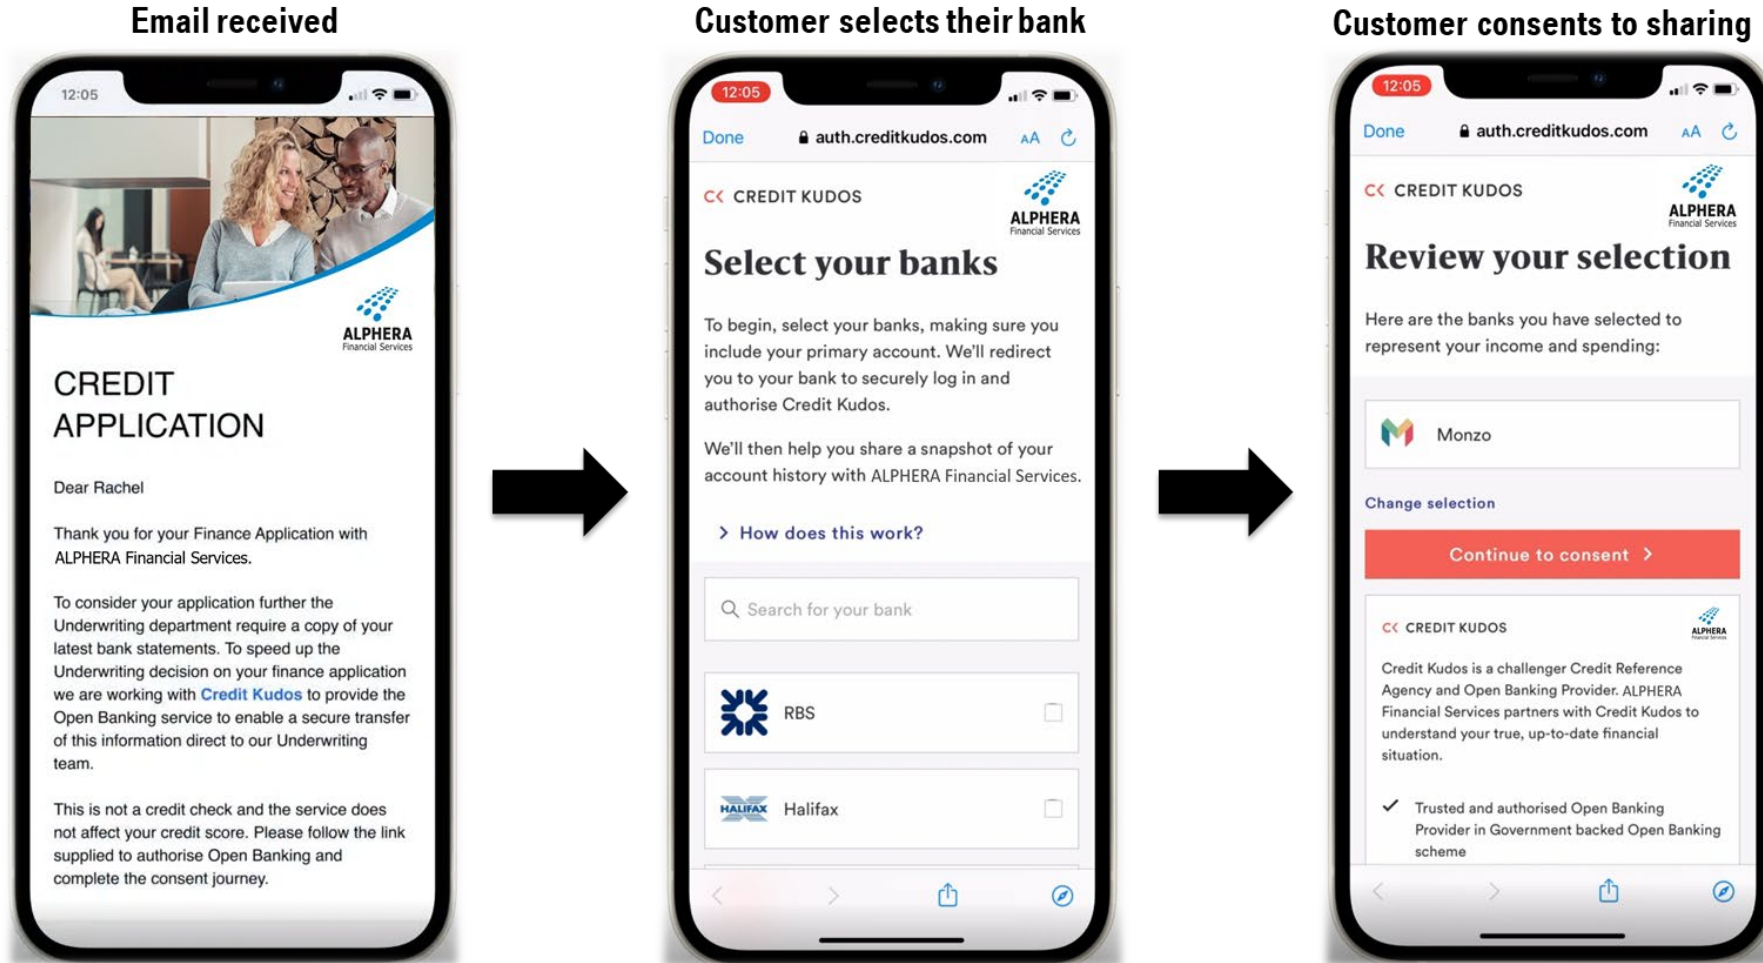 Email received
12:05
ALPHERA
Financial Services
CREDIT
APPLICATION
Dear Rachel
Thank you for your Finance Application with
ALPHERA Financial Services.
To consider your application further the
Underwriting department require a copy of your
latest bank statements. To speed up the
Underwriting decision on your finance application
we are working with Credit Kudos to provide the
Open Banking service to enable a secure transfer
of this information direct to our Underwriting
team.
This is not a credit check and the service does
not affect your credit score. Please follow the link
supplied to authorise Open Banking and
complete the consent journey.
Customer selects their bank
12:05
Done
auth.creditkudos.com
AA
CREDIT KUDOS
ALPHERA
Financial Services
Select your banks
To begin, select your banks, making sure you
include your primary account. We'll redirect
you to your bank to securely log in and
authorise Credit Kudos.
We'll then help you share a snapshot of your
account history with ALPHERA Financial Services.
> How does this work?
Search for your bank
RBS
HALIFAX Halifax
Customer consents to sharing
12:05
Done
auth.creditkudos.com
AA
CREDIT KUDOS
ALPHERA
Financial Services
Review your selection
Here are the banks you have selected to
represent your income and spending:
Monzo
Change selection
Continue to consent >
CREDIT KUDOS
ALPHERA
Financial Services
Credit Kudos is a challenger Credit Reference
Agency and Open Banking Provider. ALPHERA
Financial Services partners with Credit Kudos to
understand your true, up-to-date financial
situation.
Trusted and authorised Open Banking
Provider in Government backed Open Banking
scheme